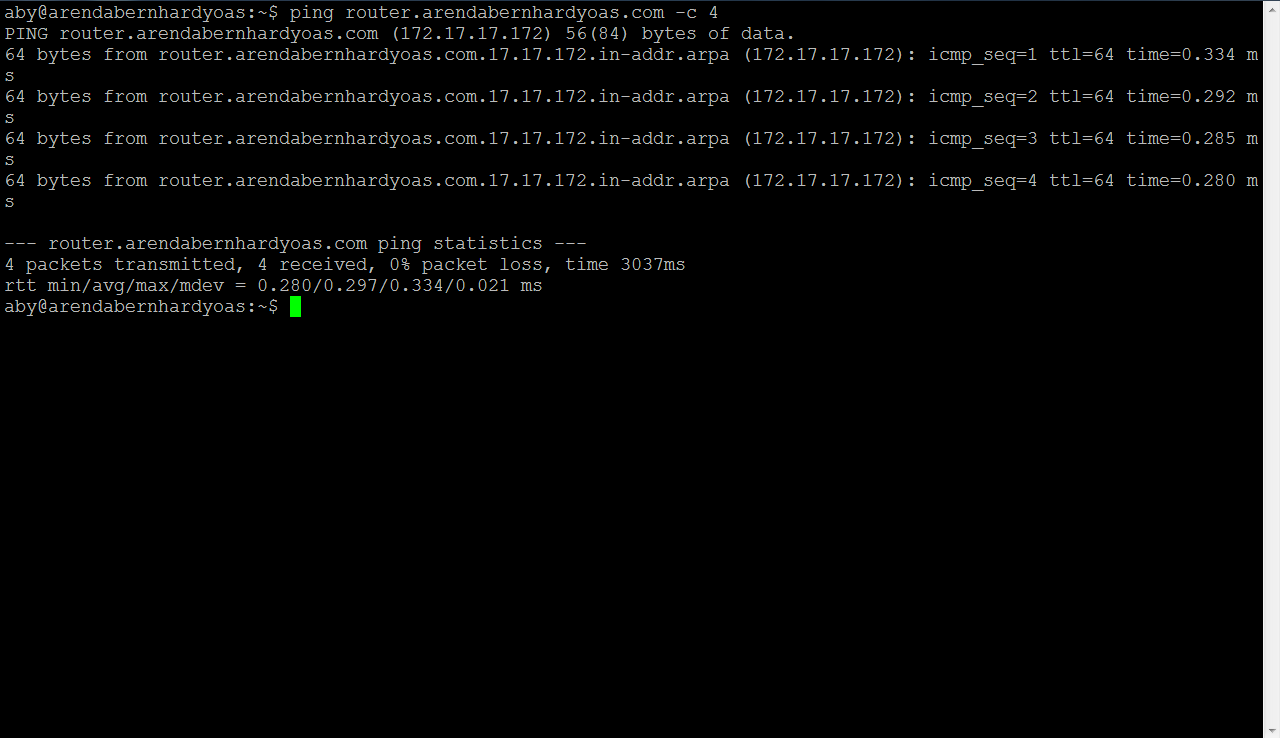 aby@arendabernhardyoas:~$ ping router.arendabernhardyoas.com -c 4
PING router.arendabernhardyoas.com (172.17.17.172) 56(84) bytes of data.
64 bytes from router.arendabernhardyoas.com.17.17.172.in-addr.arpa (172.17.17.172): icmp_seq=1 ttl=64 time=0.334 m
s
64 bytes from router.arendabernhardyoas.com.17.17.172.in-addr.arpa (172.17.17.172): icmp_seq=2 ttl=64 time=0.292 m
s
64 bytes from router.arendabernhardyoas.com.17.17.172.in-addr.arpa (172.17.17.172): icmp_seq=3 ttl=64 time=0.285 m
s
64 bytes from router.arendabernhardyoas.com.17.17.172.in-addr.arpa (172.17.17.172): icmp_seq=4 ttl=64 time=0.280 m
s
--- router.arendabernhardyoas.com ping statistics ---
4 packets transmitted, 4 received, 0% packet loss, time 3037ms
rtt min/avg/max/mdev = 0.280/0.297/0.334/0.021 ms
aby@arendabernhardyoas:~$